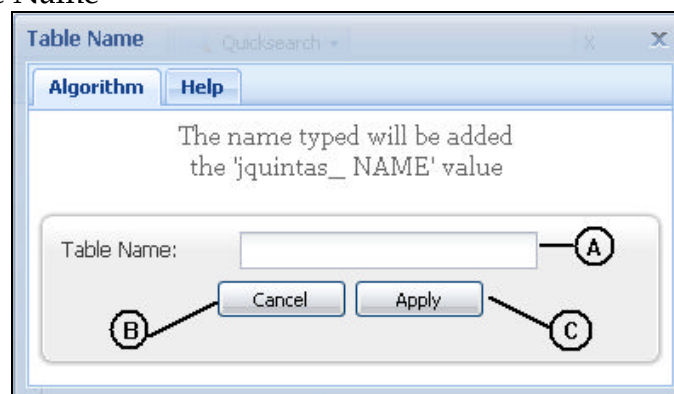 Name
Table Name
Quicksearch
x
x
Algorithm Help
The name typed will be added
the 'jquintas_ NAME' value
Table Name:
A
Cancel Apply
B
C